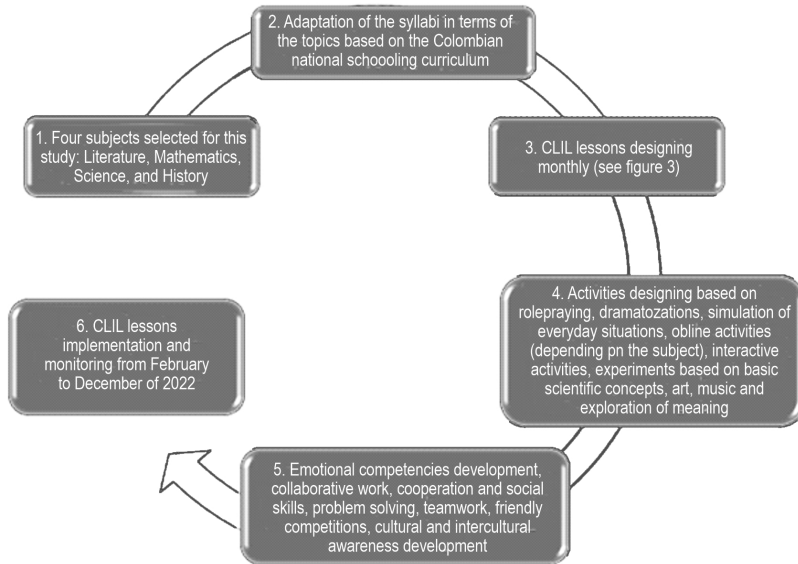 1. Four subjects selected for this
study: Literature, Mathematics,
Science, and History
2. Adaptation of the syllabi in terms of
the topics based on the Colombian
national schoooling curriculum
3. CLIL lessons designing
monthly (see figure 3)
4. Activities designing based on
rolepraying, dramatozations, simulation of
everyday situations, obline activities
(depending pn the subject), interactive
activities, experiments based on basic
scientific concepts, art, music and
exploration of meaning
5. Emotional competencies development,
collaborative work, cooperation and social
skills, problem solving, teamwork, friendly
competitions, cultural and intercultural
awareness development
6. CLIL lessons
implementation and
monitoring from February
to December of 2022